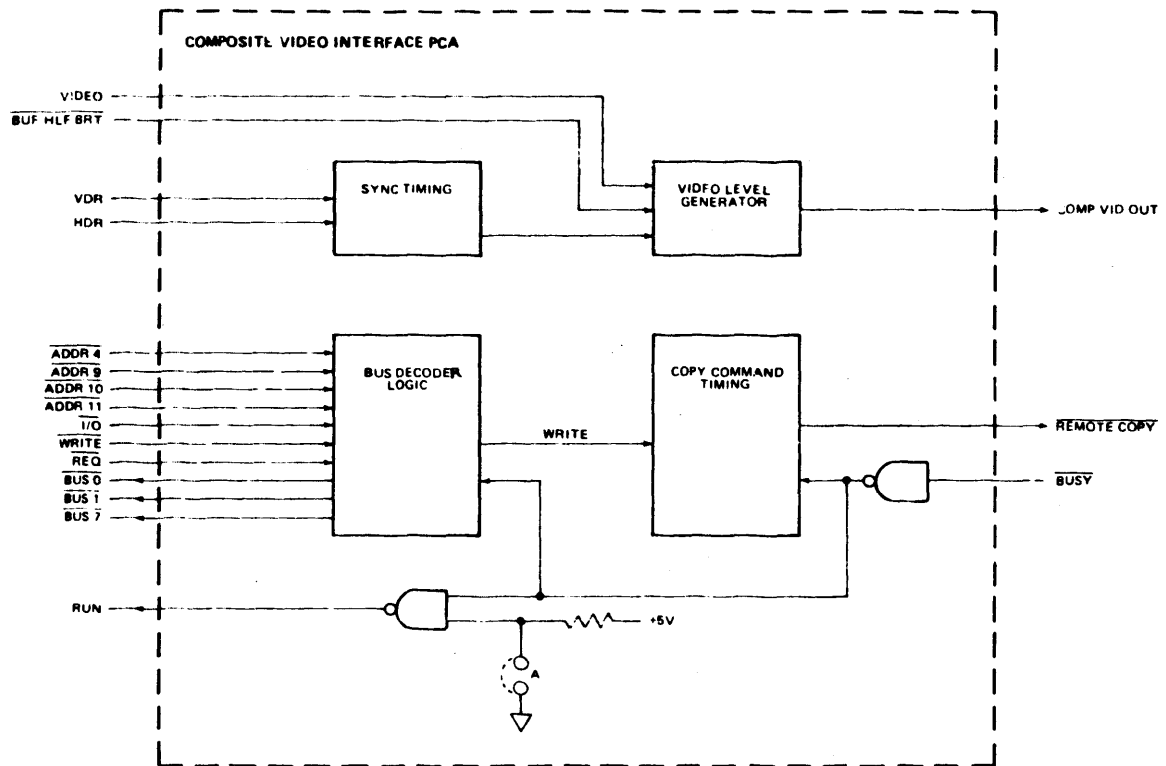 COMPOSITE VIDEO INTERFACE PCA
VIDEO
BUF HLF BRT
VDR
HDR
SYNC TIMING
VIDEO LEVEL
GENERATOR
COMP VID OUT
ADDR 4
ADDR 9
ADDR 10
ADDR 11
I/O
WRITE
REQ
BUS 0
BUS 1
BUS 7
BUS DECODER
LOGIC
WRITE
COPY COMMAND
TIMING
REMOTE COPY
BUSY
RUN
+5V
A